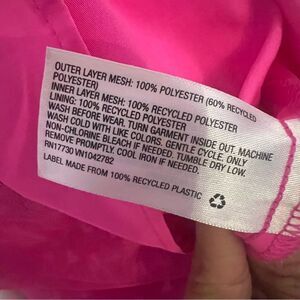 OUTER LAYER MESH: 100% POLYESTER (60% RECYCLED
POLYESTER)
INNER LAYER MESH: 100% RECYCLED POLYESTER
LINING: 100% RECYCLED POLYESTER
WASH BEFORE WEAR. TURN GARMENT INSIDE OUT. MACHINE
WASH COLD WITH LIKE COLORS. GENTLE CYCLE. ONLY
NON-CHLORINE BLEACH IF NEEDED. TUMBLE DRY LOW.
REMOVE PROMPTLY. COOL IRON IF NEEDED.
RN17730 VN1042782
LABEL MADE FROM 100% RECYCLED PLASTIC